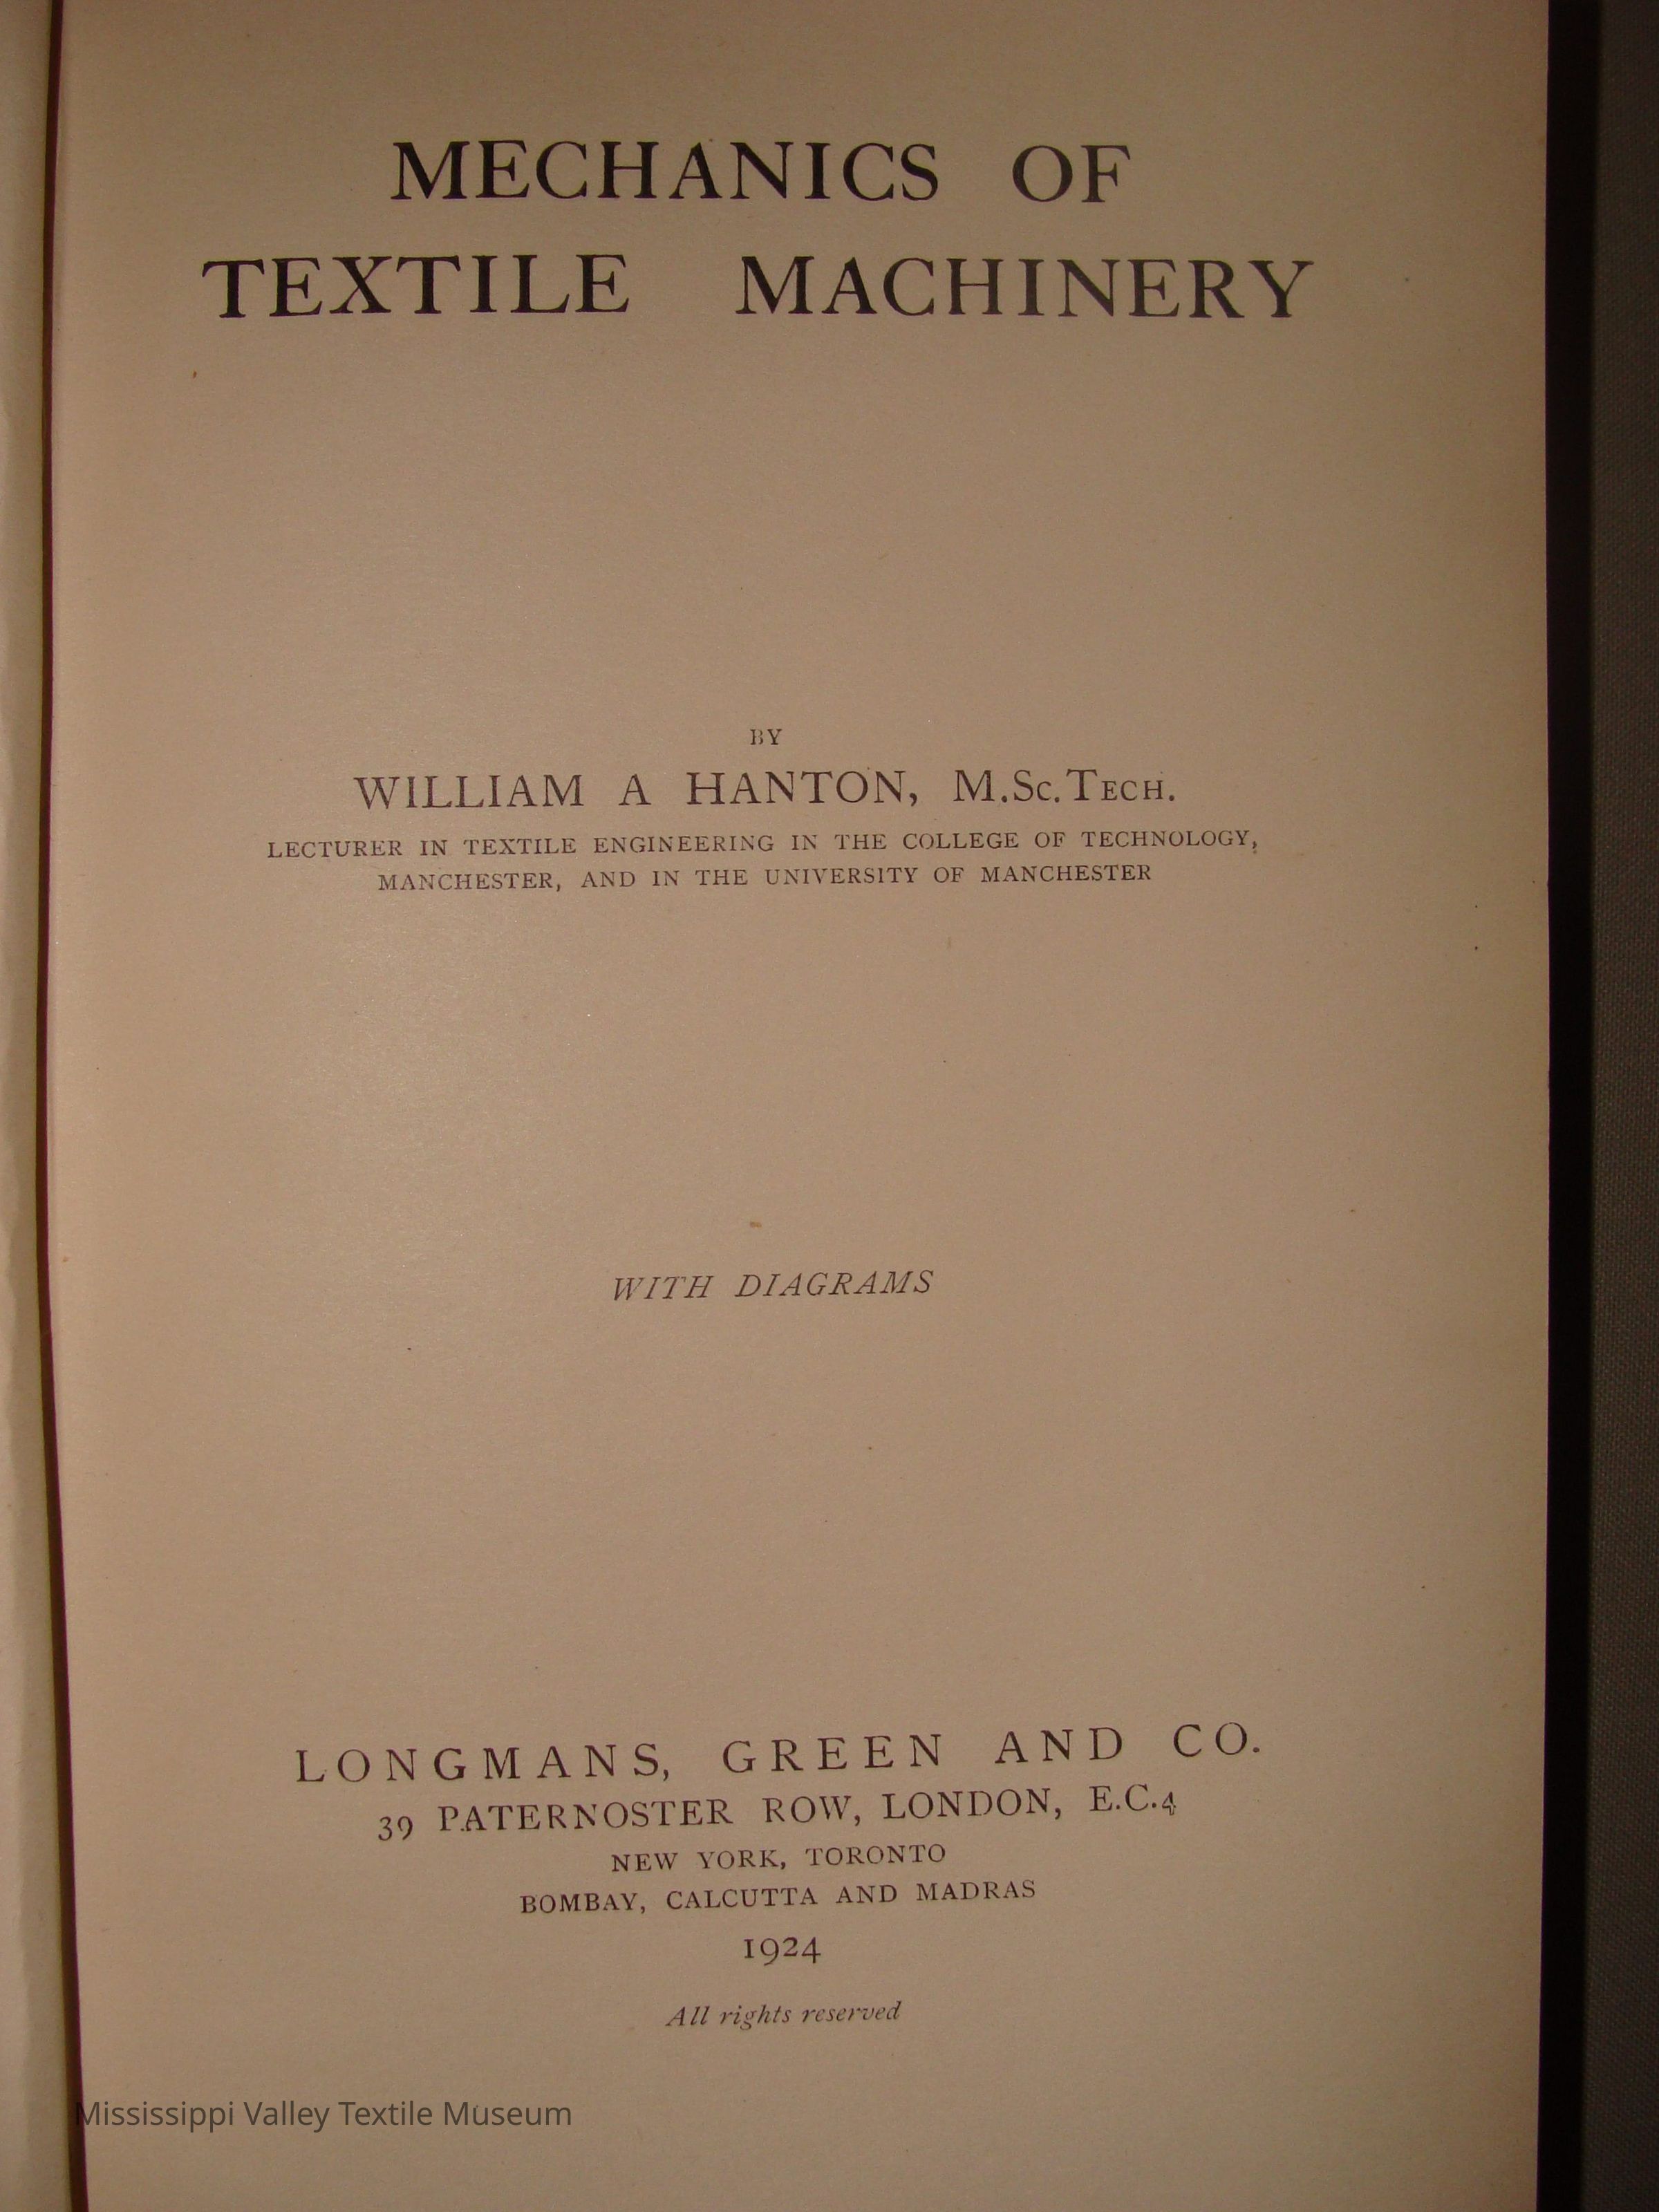 MECHANICS OF
TEXTILE MACHINERY
BY
WILLIAM A HANTON, M.Sc.Tech.
LECTURER IN TEXTILE ENGINEERING IN THE COLLEGE OF TECHNOLOGY,
MANCHESTER, AND IN THE UNIVERSITY OF MANCHESTER
WITH DIAGRAMS
LONGMANS, GREEN AND CO.
39 PATERNOSTER ROW, LONDON, E.C.4
NEW YORK, TORONTO
BOMBAY, CALCUTTA AND MADRAS
1924
All rights reserved
Mississippi Valley Textile Museum